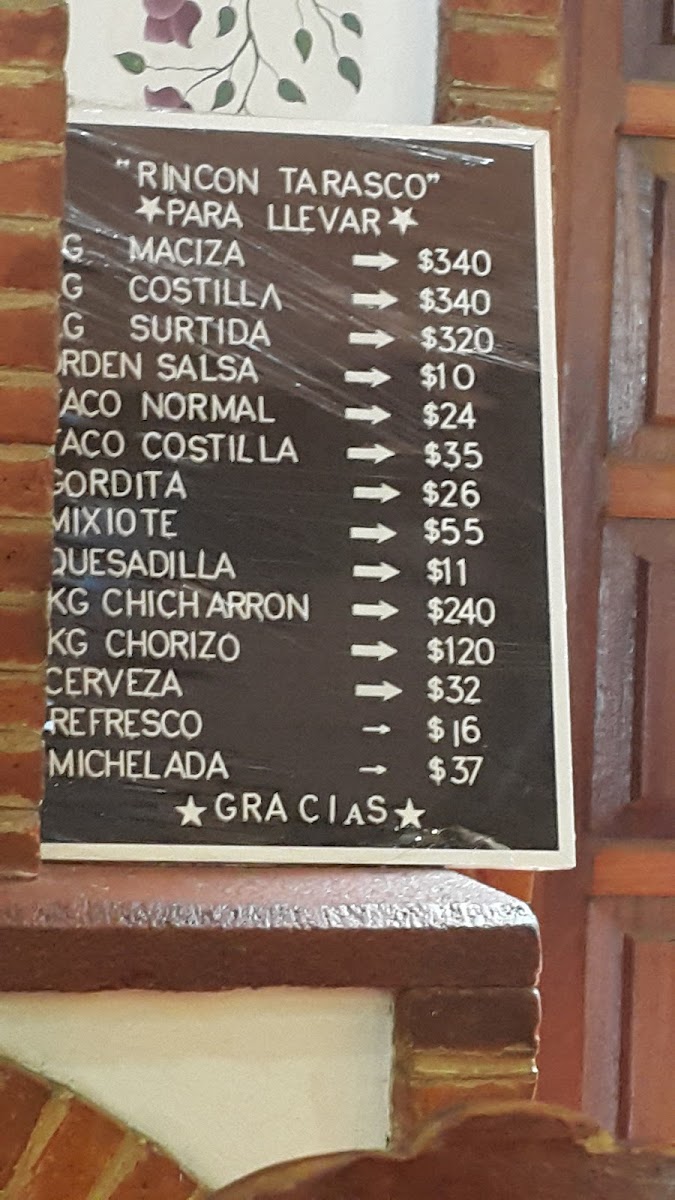 "RINCON TARASCO"
★PARA LLEVAR★
G MACIZA → $340
G COSTILLA → $340
G SURTIDA → $320
RDEN SALSA → $10
ACO NORMAL → $24
TACO COSTILLA → $35
GORDITA → $26
MIXIOTE → $55
QUESADILLA → $11
KG CHICHARRON → $240
KG CHORIZO → $120
CERVEZA → $32
REFRESCO → $16
MICHELADA → $37
★GRACIAS★